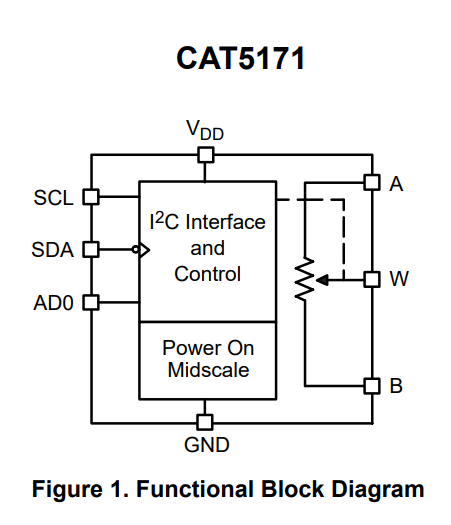 CAT5171
VDD
SCL
SDA
AD0
I2C Interface
and
Control
Power On
Midscale
A
W
B
GND
Figure 1. Functional Block Diagram